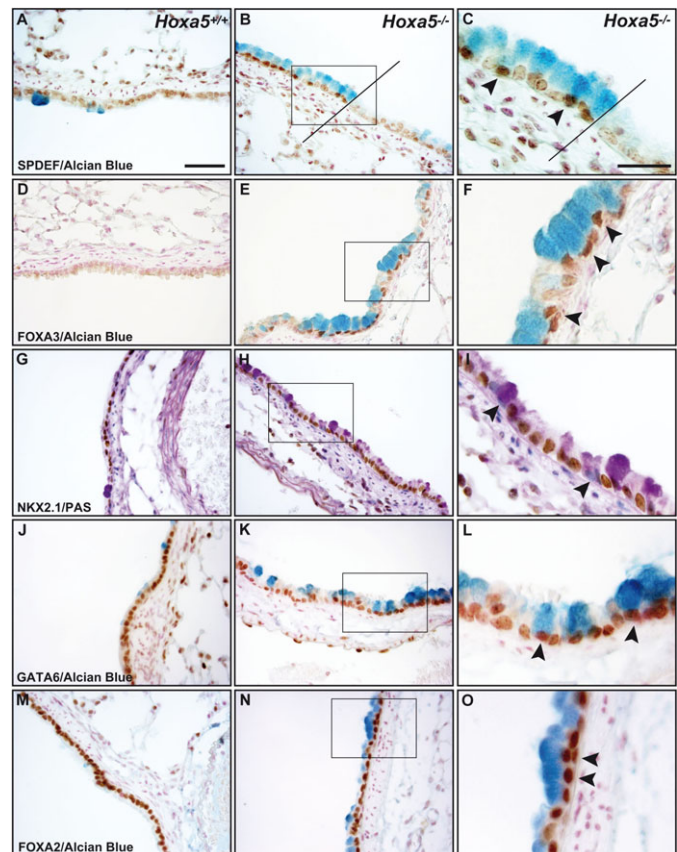 A Hoxa5+/+ B Hoxa5-/- C Hoxa5-/-
SPDEF/Alcian Blue
D E F
FOXA3/Alcian Blue
G H I
NKX2.1/PAS
J K L
GATA6/Alcian Blue
M N O
FOXA2/Alcian Blue